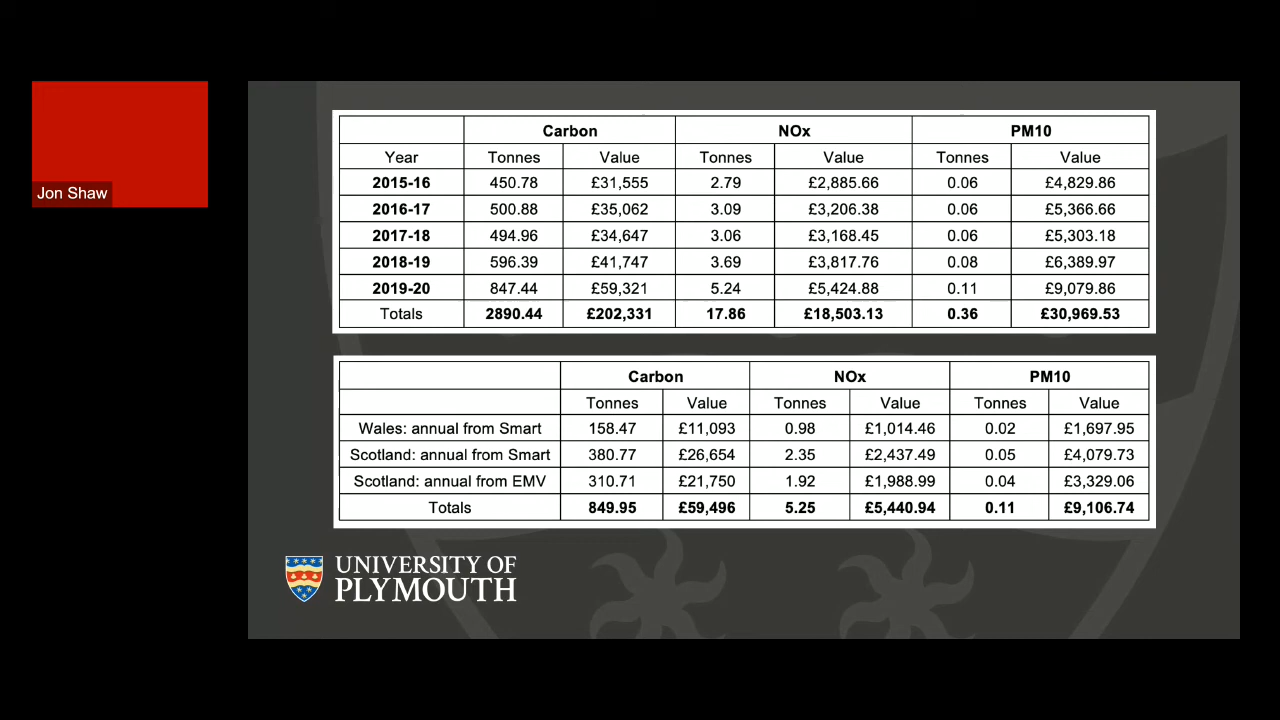 Jon Shaw
Carbon NOx PM10
Year Tonnes Value Tonnes Value Tonnes Value
2015-16 450.78 £31,555 2.79 £2,885.66 0.06 £4,829.86
2016-17 500.88 £35,062 3.09 £3,206.38 0.06 £5,366.66
2017-18 494.96 £34,647 3.06 £3,168.45 0.06 £5,303.18
2018-19 596.39 £41,747 3.69 £3,817.76 0.08 £6,389.97
2019-20 847.44 £59,321 5.24 £5,424.88 0.11 £9,079.86
Totals 2890.44 £202,331 17.86 £18,503.13 0.36 £30,969.53
Carbon NOx PM10
Tonnes Value Tonnes Value Tonnes Value
Wales: annual from Smart 158.47 £11,093 0.98 £1,014.46 0.02 £1,697.95
Scotland: annual from Smart 380.77 £26,654 2.35 £2,437.49 0.05 £4,079.73
Scotland: annual from EMV 310.71 £21,750 1.92 £1,988.99 0.04 £3,329.06
Totals 849.95 £59,496 5.25 £5,440.94 0.11 £9,106.74
UNIVERSITY OF
PLYMOUTH